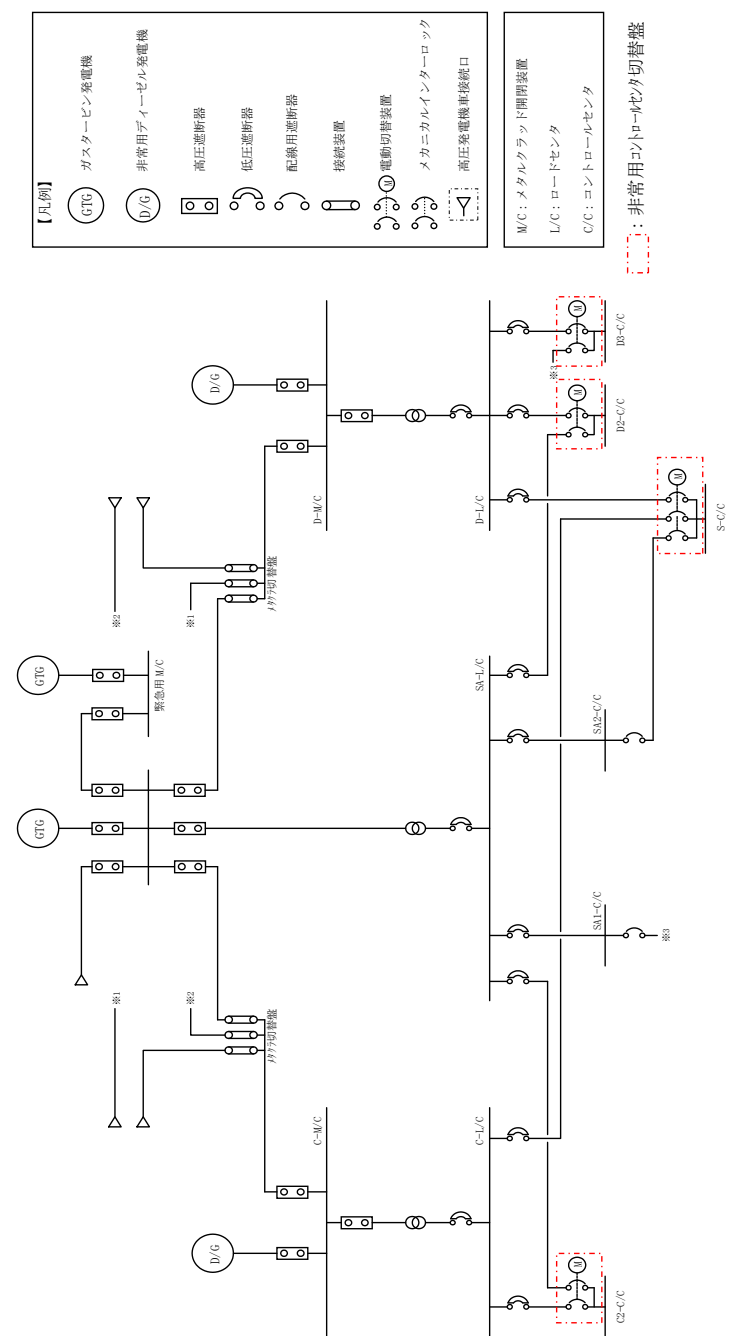 【凡例】
GTG
ガスタービン発電機
D/G
非常用ディーゼル発電機
高圧遮断器
低圧遮断器
配線用遮断器
接続装置
M
電動切替装置
メカニカルインターロック
高圧発電機車接続口
M/C：メタルクラッド開閉装置
L/C：ロードセンタ
C/C：コントロールセンタ
：非常用コントロールセンタ切替盤
GTG
GTG
緊急用M/C
※1
※2
メタクラ切替盤
※2
※1
メタクラ切替盤
D/G
C-M/C
D/G
D-M/C
C-L/C
SA-L/C
D-L/C
M
C2-C/C
SA1-C/C
※3
SA2-C/C
M
D2-C/C
※3
M
D3-C/C
M
S-C/C